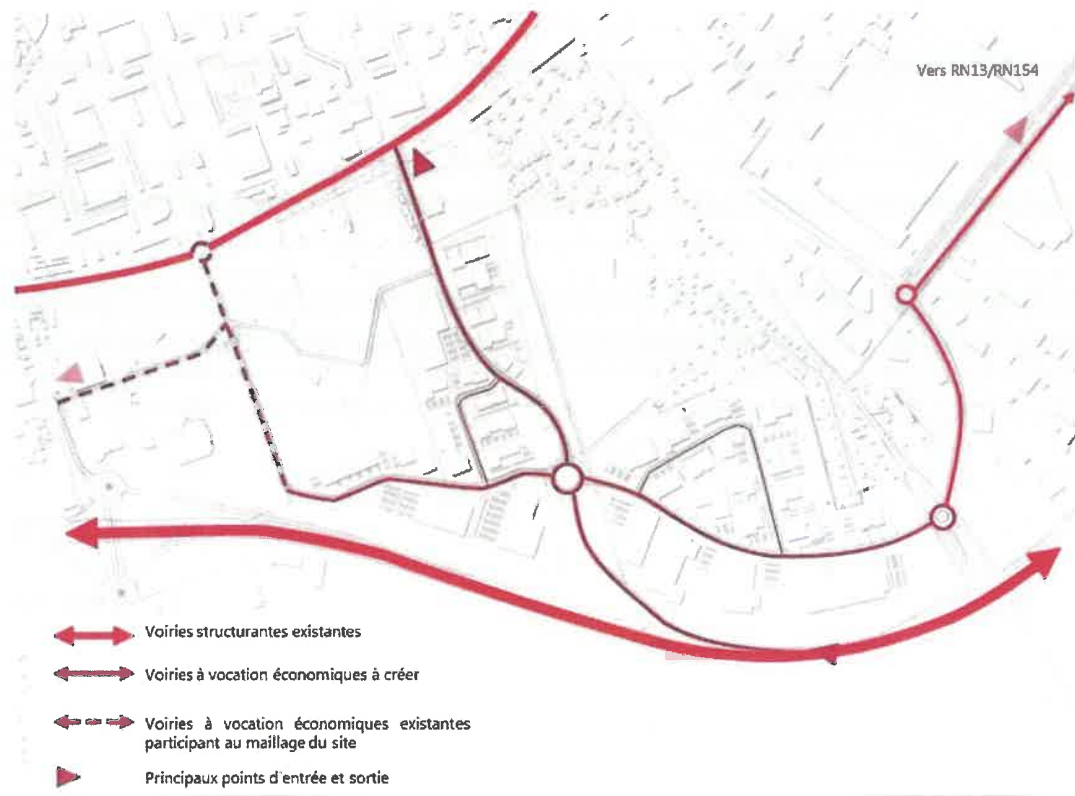 Vers RN13/RN154
Voiries structurantes existantes
Voiries à vocation économiques à créer
Voiries à vocation économiques existantes
participant au maillage du site
Principaux points d'entrée et sortie